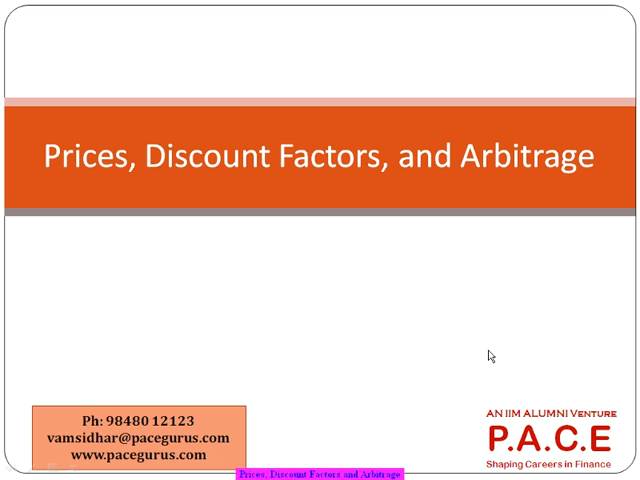 Prices, Discount Factors, and Arbitrage
Ph: 98480 12123
vamsidhar@pacegurus.com
www.pacegurus.com
AN IIM ALUMNI VENTURE
P.A.C.E
Shaping Careers in Finance
Prices, Discount Factors and Arbitrage